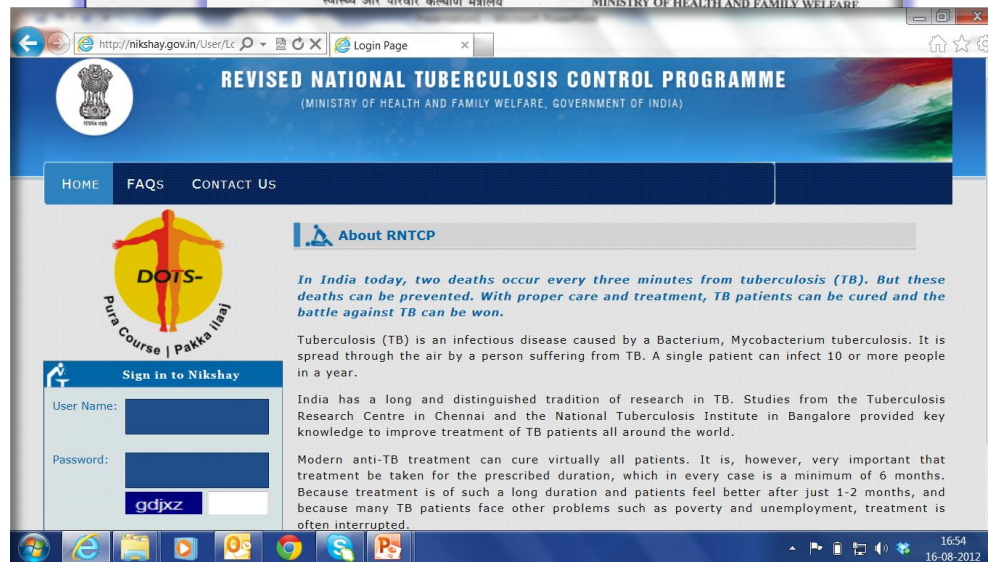 स्वास्थ्य और परिवार कल्याण मंत्रालय MINISTRY OF HEALTH AND FAMILY WELFARE
http://nikshay.gov.in/User/Lc Login Page
REVISED NATIONAL TUBERCULOSIS CONTROL PROGRAMME
(MINISTRY OF HEALTH AND FAMILY WELFARE, GOVERNMENT OF INDIA)
HOME FAQS CONTACT US
DOTS-
Pura Course | Pakka ilaaj
About RNTCP
In India today, two deaths occur every three minutes from tuberculosis (TB). But these
deaths can be prevented. With proper care and treatment, TB patients can be cured and the
battle against TB can be won.
Tuberculosis (TB) is an infectious disease caused by a Bacterium, Mycobacterium tuberculosis. It is
spread through the air by a person suffering from TB. A single patient can infect 10 or more people
in a year.
India has a long and distinguished tradition of research in TB. Studies from the Tuberculosis
Research Centre in Chennai and the National Tuberculosis Institute in Bangalore provided key
knowledge to improve treatment of TB patients all around the world.
Modern anti-TB treatment can cure virtually all patients. It is, however, very important that
treatment be taken for the prescribed duration, which in every case is a minimum of 6 months.
Because treatment is of such a long duration and patients feel better after just 1-2 months, and
because many TB patients face other problems such as poverty and unemployment, treatment is
often interrupted.
Sign in to Nikshay
User Name:
Password:
gdjxz
16:54
16-08-2012